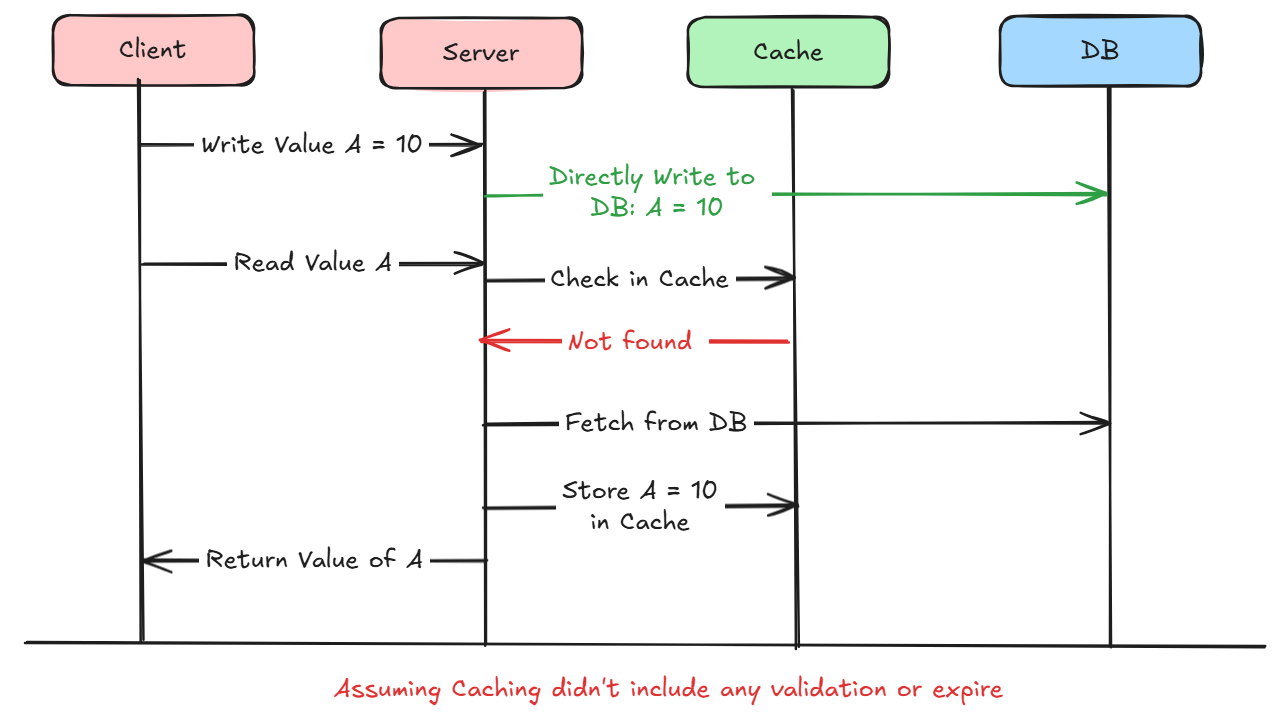 Client
Server
Cache
DB
Write Value A = 10
Directly Write to
DB: A = 10
Read Value A
Check in Cache
Not found
Fetch from DB
Store A = 10
in Cache
Return Value of A
Assuming Caching didn't include any validation or expire